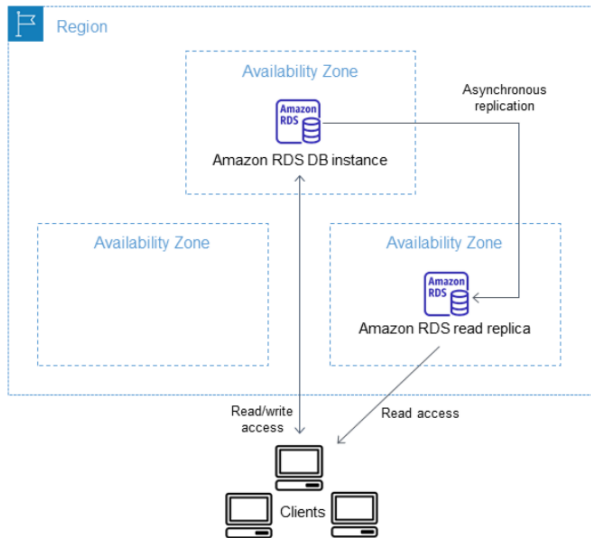 Region
Availability Zone
Amazon
RDS
Amazon RDS DB instance
Asynchronous
replication
Availability Zone
Availability Zone
Amazon
RDS
Amazon RDS read replica
Read/write
access
Read access
Clients